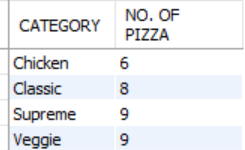 CATEGORY NO. OF PIZZA
Chicken 6
Classic 8
Supreme 9
Veggie 9